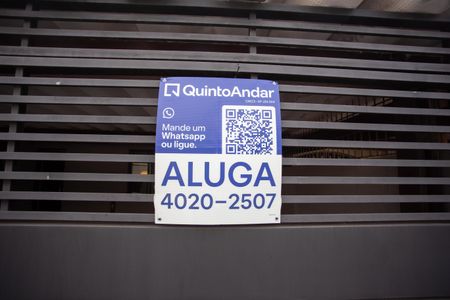 QuintoAndar
Mande um
Whatsapp
ou ligue.
ALUGA
4020-2507